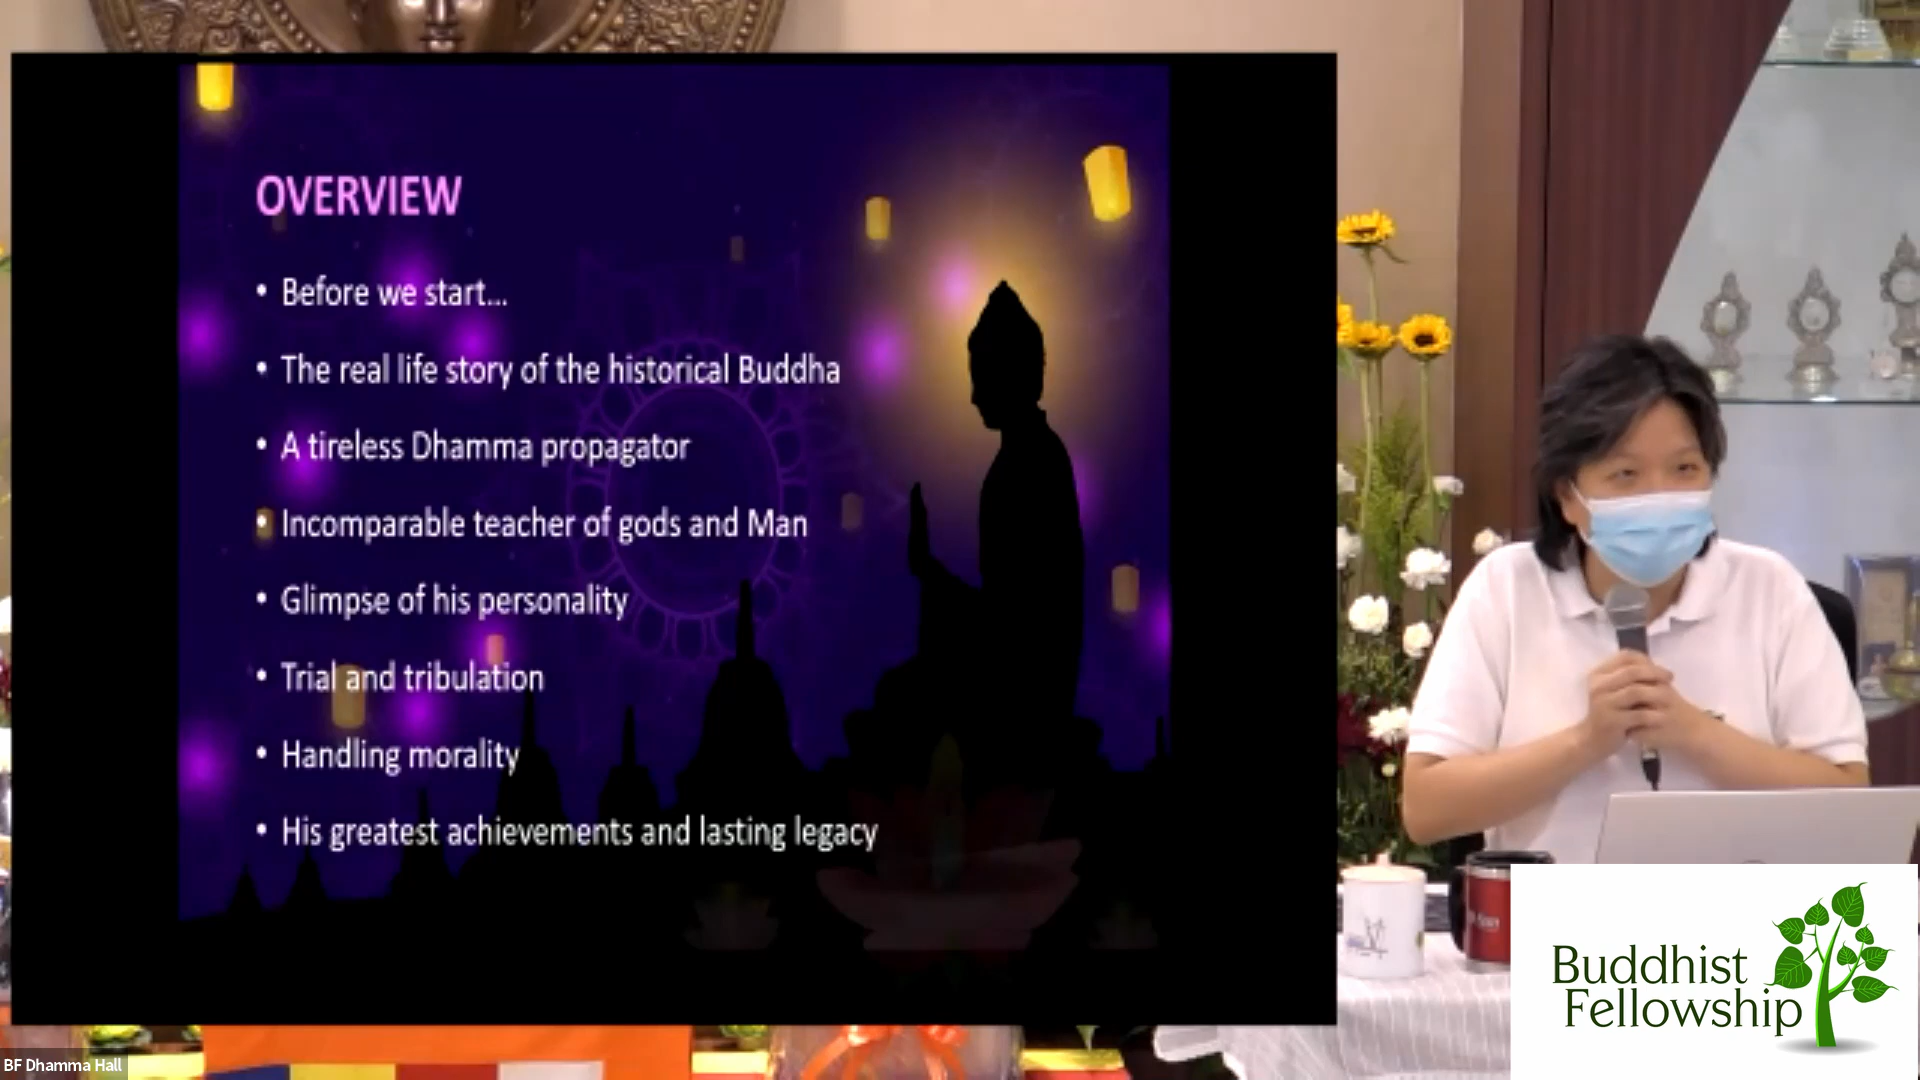 OVERVIEW
• Before we start...
• The real life story of the historical Buddha
• A tireless Dhamma propagator
• Incomparable teacher of gods and Man
• Glimpse of his personality
• Trial and tribulation
• Handling morality
• His greatest achievements and lasting legacy
Buddhist
Fellowship
BF Dhamma Hall